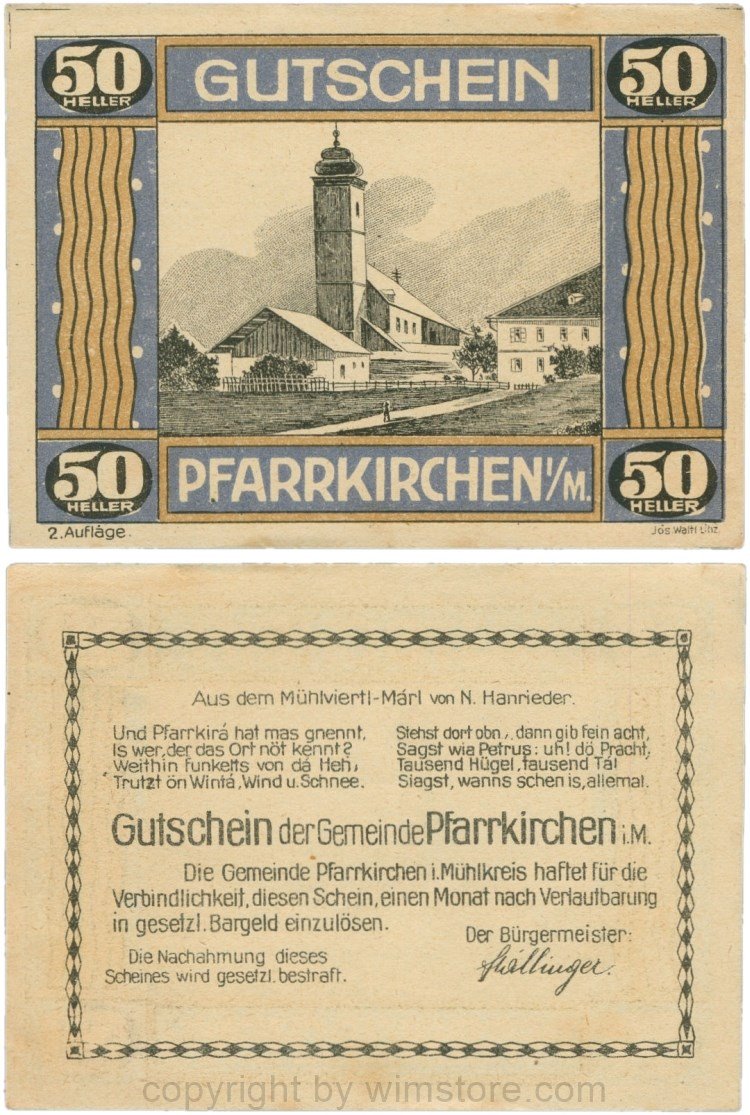 50 HELLER
GUTSCHEIN
50 HELLER
50 HELLER
PFARRKIRCHEN i/M.
50 HELLER
2. Auflage.
Jos. Waltl Linz.
Aus dem Mühlviertl-Márl von N. Hanrieder.
Und Pfarrkirá hat mas gnennt,
Is wer, der das Ort nöt kennt?
Weithin funkelts von dá Heh,
Trutzt ön Wintá, Wind u. Schnee.
Stehst dort obn, dann gib fein acht,
Sagst wia Petrus: uh! dö Pracht,
Tausend Hügel, tausend Tál
Siagst, wanns schen is, allemal.
Gutschein der Gemeinde Pfarrkirchen i.M.
Die Gemeinde Pfarrkirchen i. Mühlkreis haftet für die
Verbindlichkeit, diesen Schein, einen Monat nach Verlautbarung
in gesetzl. Bargeld einzulösen.
Der Bürgermeister:
Die Nachahmung dieses
Scheines wird gesetzl. bestraft.
copyright by wimstore.com